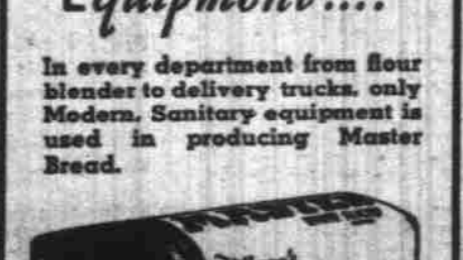 Equipment....
In every department from flour
blender to delivery trucks, only
Modern, Sanitary equipment is
used in producing Master
Bread.